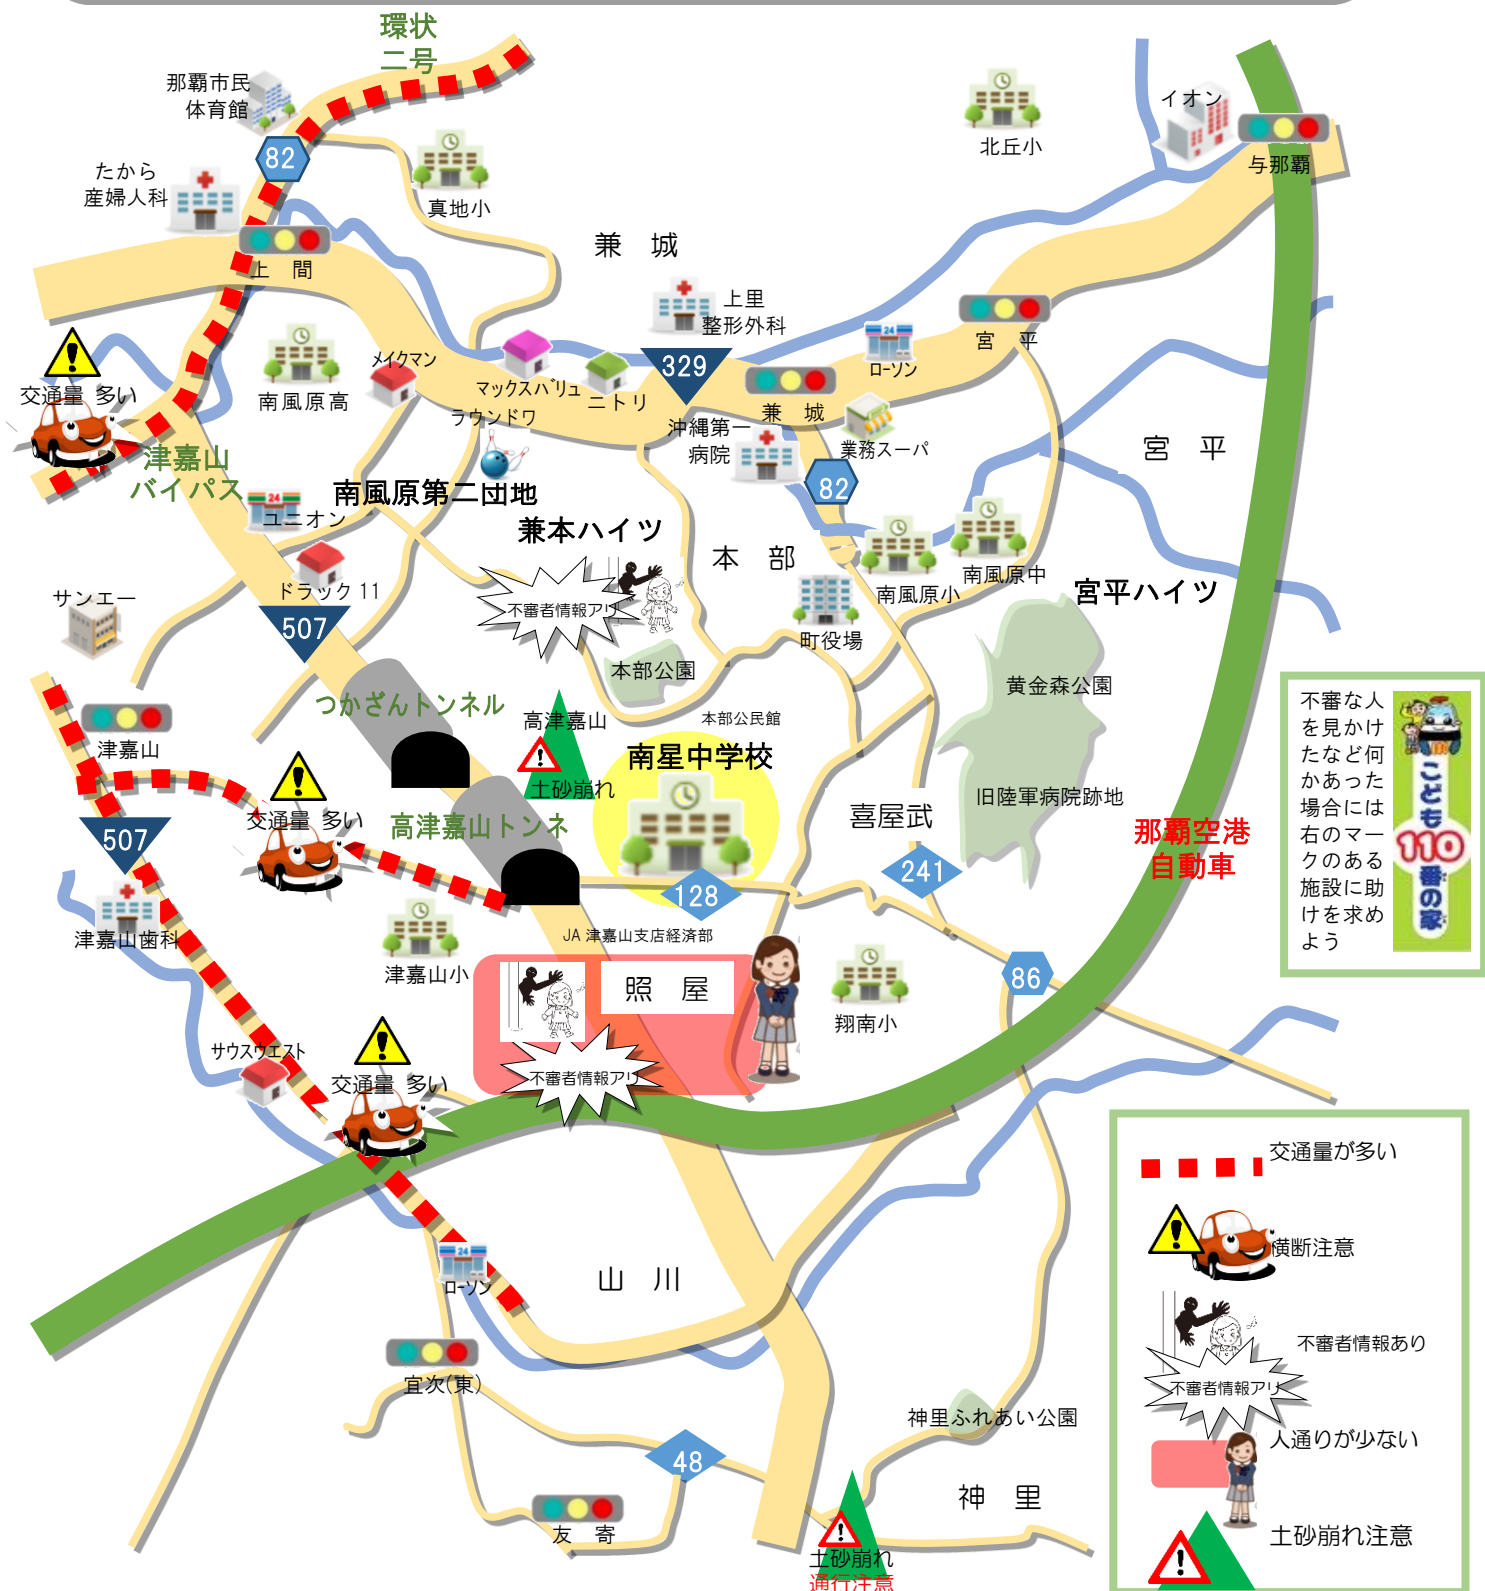 環状
二号
那覇市民
体育館
82
たから
産婦人科
真地小
北丘小
イオン
与那覇
上　間
兼　城
上里
整形外科
329
ローソン
宮　平
交通量 多い
南風原高
メイクマン
マックスバリュ
ニトリ
ラウンドワ
兼　城
沖縄第一
病院
業務スーパ
82
宮　平
津嘉山
バイパス
24
ユニオン
南風原第二団地
兼本ハイツ
本　部
南風原小
南風原中
宮平ハイツ
ドラック 11
サンエー
507
不審者情報アリ
町役場
本部公園
黄金森公園
つかざんトンネル
高津嘉山
土砂崩れ
本部公民館
南星中学校
津嘉山
交通量 多い
高津嘉山トンネ
507
喜屋武
旧陸軍病院跡地
241
128
那覇空港
自動車
不審な人
を見かけ
たなど何
かあった
場合には
右のマー
クのある
施設に助
けを求め
よう
こども
110
番の家
津嘉山歯科
津嘉山小
JA 津嘉山支店経済部
照　屋
不審者情報アリ
翔南小
86
サウスウエスト
交通量 多い
24
ローソン
山　川
宜次(東)
48
友　寄
神里ふれあい公園
神　里
土砂崩れ
通行注意
交通量が多い
横断注意
不審者情報あり
不審者情報アリ
人通りが少ない
土砂崩れ注意